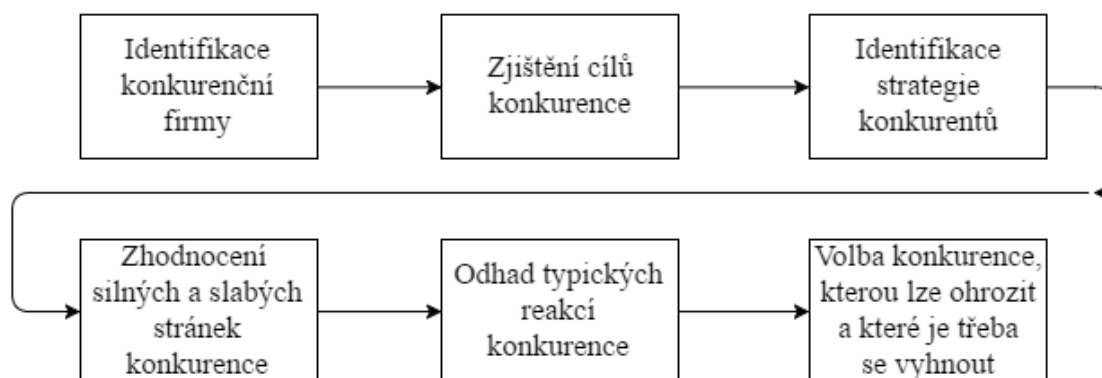 Identifikace
konkurenční
firmy
Zjištění cílů
konkurence
Identifikace
strategie
konkurentů
Zhodnocení
silných a slabých
stránek
konkurence
Odhad typických
reakcí
konkurence
Volba konkurence,
kterou lze ohrozit
a které je třeba
se vyhnout